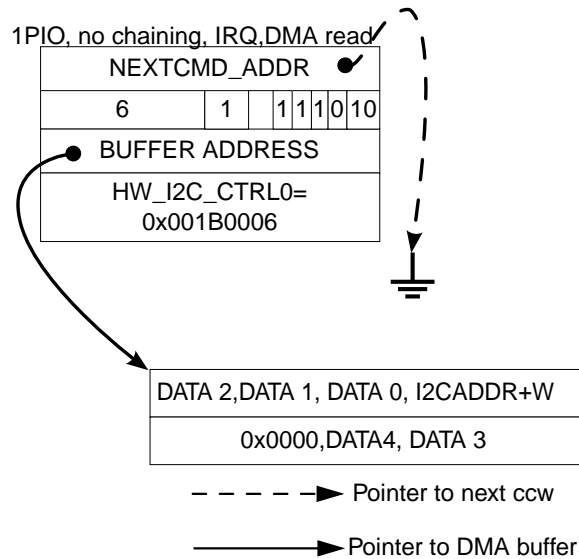 1PIO, no chaining, IRQ,DMA read
NEXTCMD_ADDR
6 1 1 1 1 0 10
BUFFER ADDRESS
HW_I2C_CTRL0=
0x001B0006
DATA 2,DATA 1, DATA 0, I2CADDR+W
0x0000,DATA4, DATA 3
Pointer to next ccw
Pointer to DMA buffer